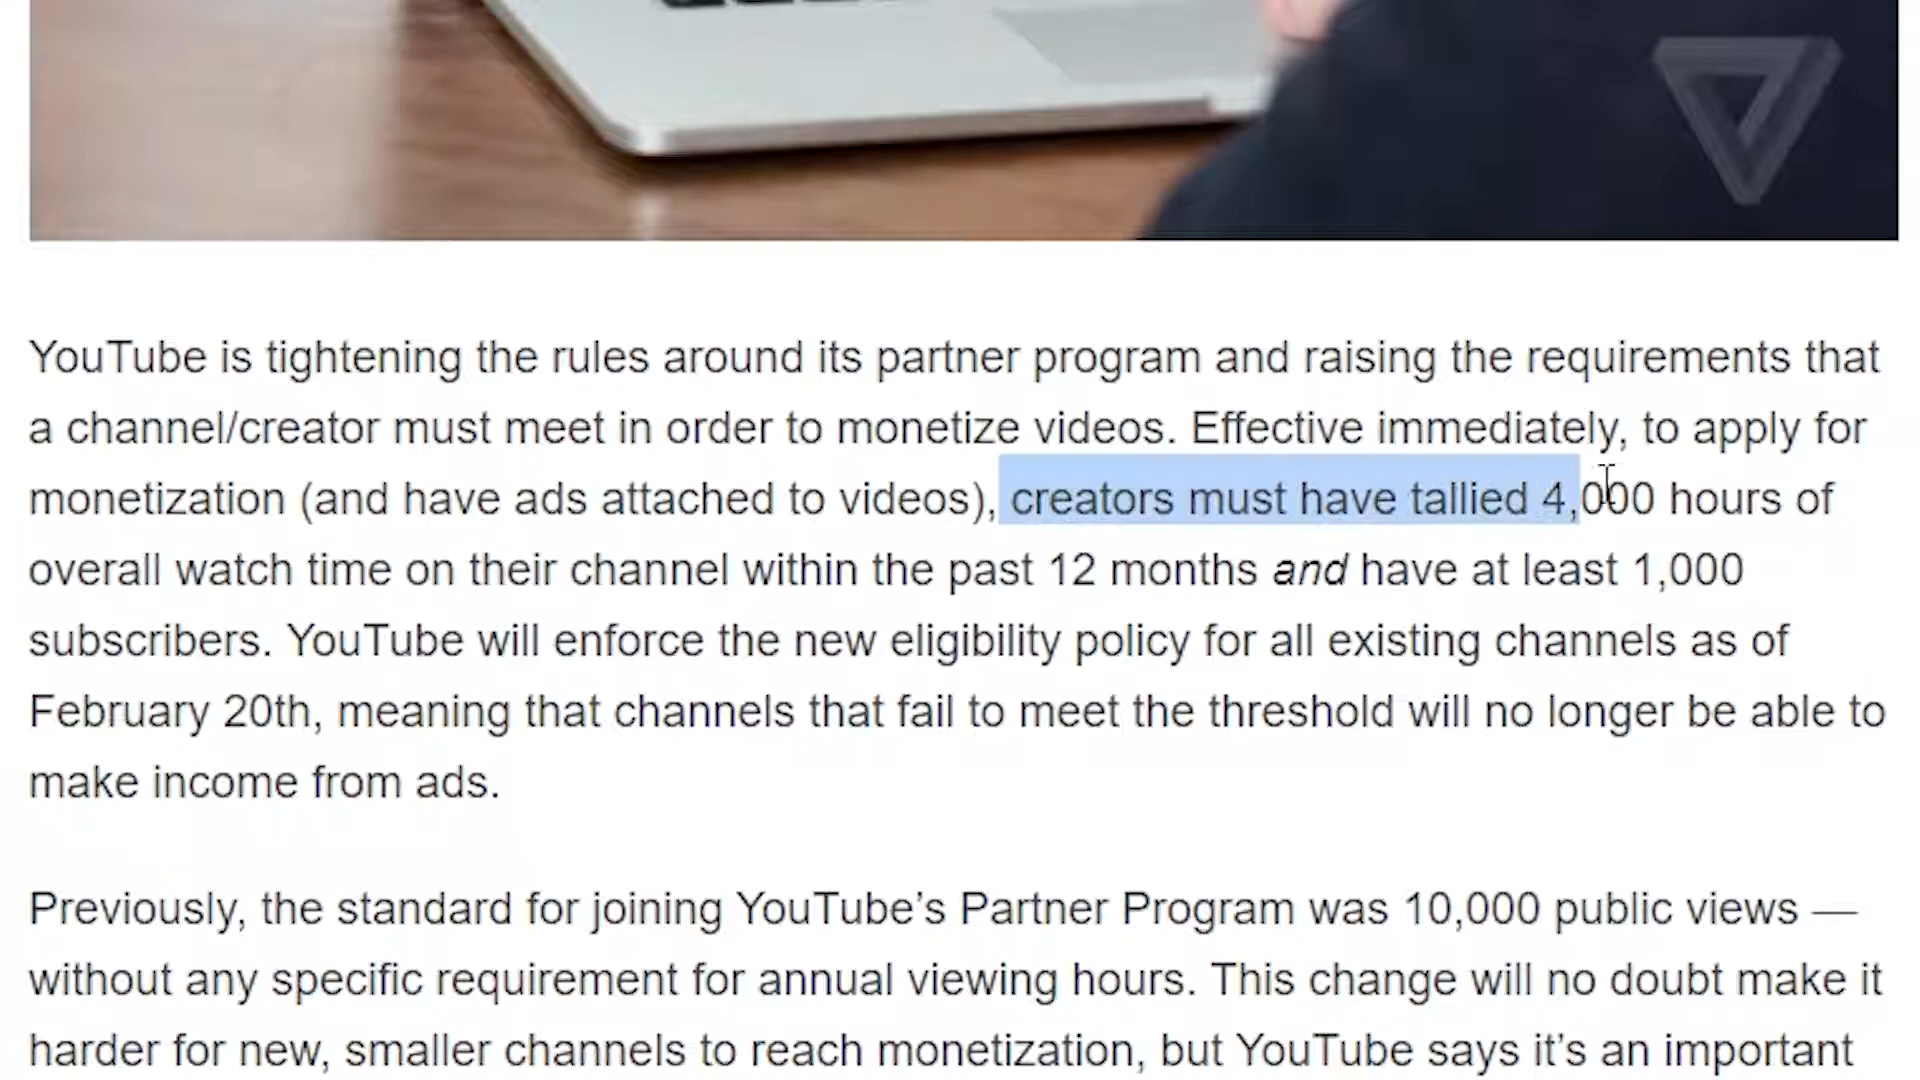 YouTube is tightening the rules around its partner program and raising the requirements that
a channel/creator must meet in order to monetize videos. Effective immediately, to apply for
monetization (and have ads attached to videos), creators must have tallied 4,000 hours of
overall watch time on their channel within the past 12 months and have at least 1,000
subscribers. YouTube will enforce the new eligibility policy for all existing channels as of
February 20th, meaning that channels that fail to meet the threshold will no longer be able to
make income from ads.
Previously, the standard for joining YouTube’s Partner Program was 10,000 public views —
without any specific requirement for annual viewing hours. This change will no doubt make it
harder for new, smaller channels to reach monetization, but YouTube says it’s an important